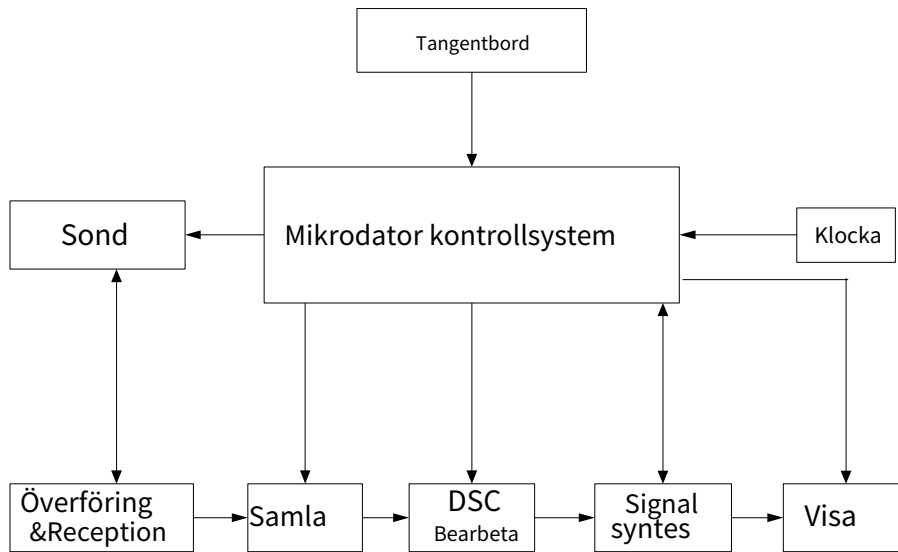 Tangentbord
Sond
Mikrodator kontrollsystem
Klocka
Överföring
&Reception
Samla
DSC
Bearbeta
Signal
syntes
Visa